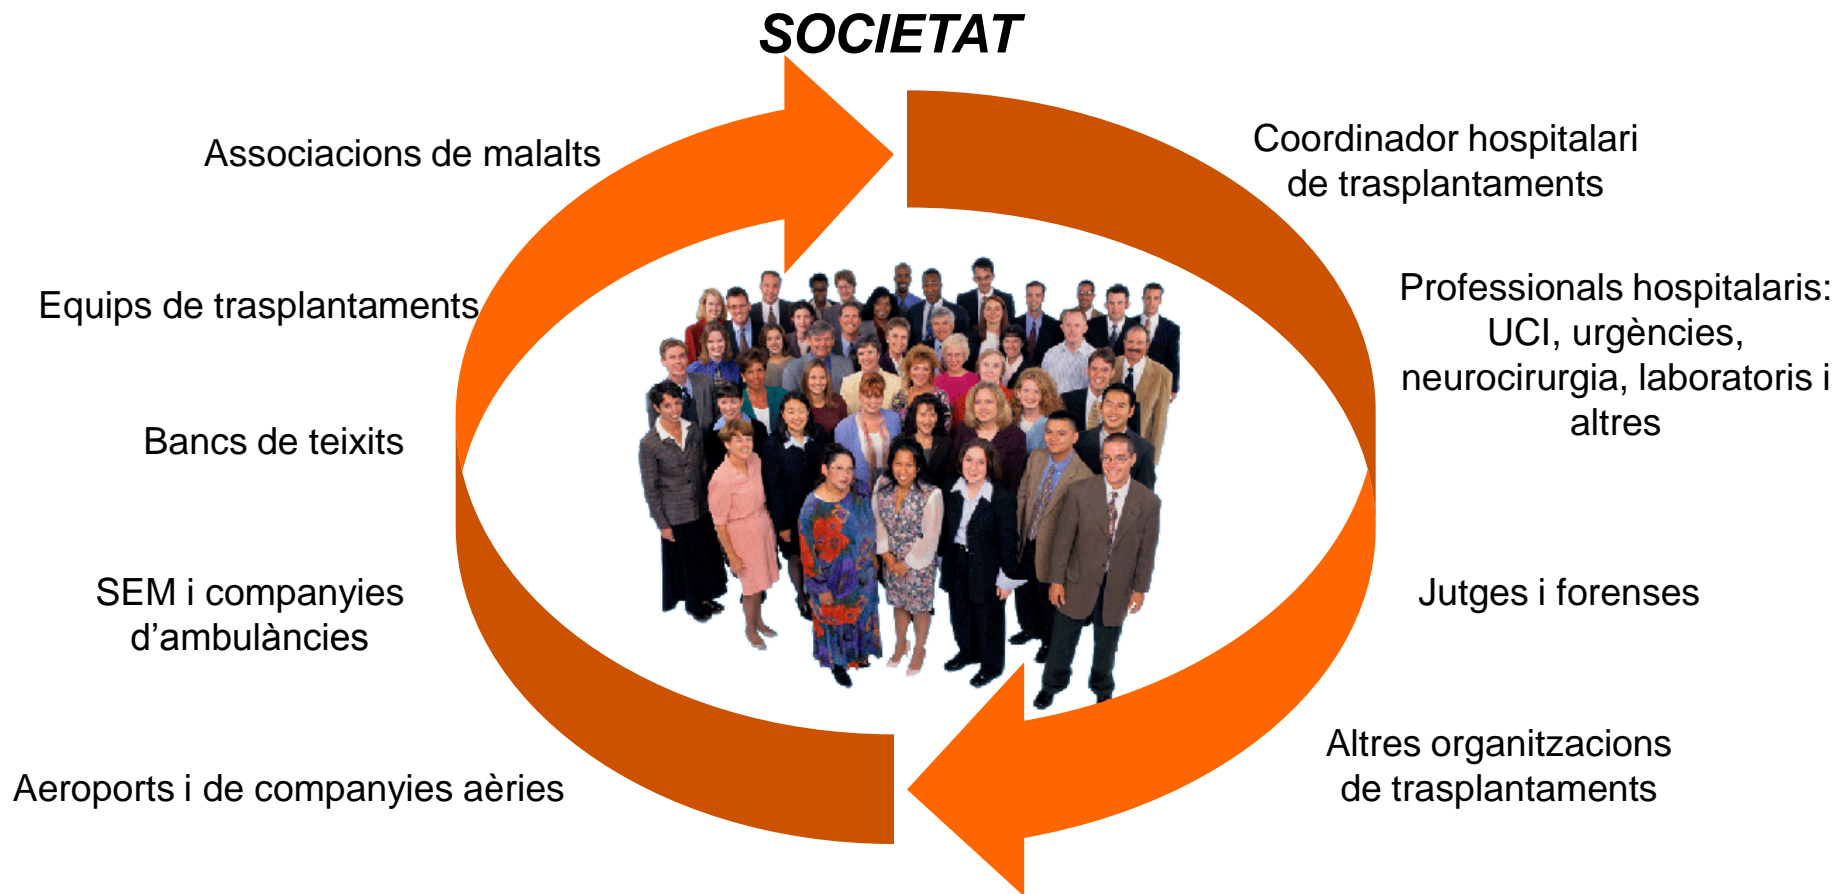 SOCIETAT
Coordinador hospitalari
de trasplantaments
Professionals hospitalaris:
UCI, urgències,
neurocirurgia, laboratoris i
altres
Jutges i forenses
Altres organitzacions
de trasplantaments
Aeroports i de companyies aèries
SEM i companyies
d’ambulàncies
Bancs de teixits
Equips de trasplantaments
Associacions de malalts